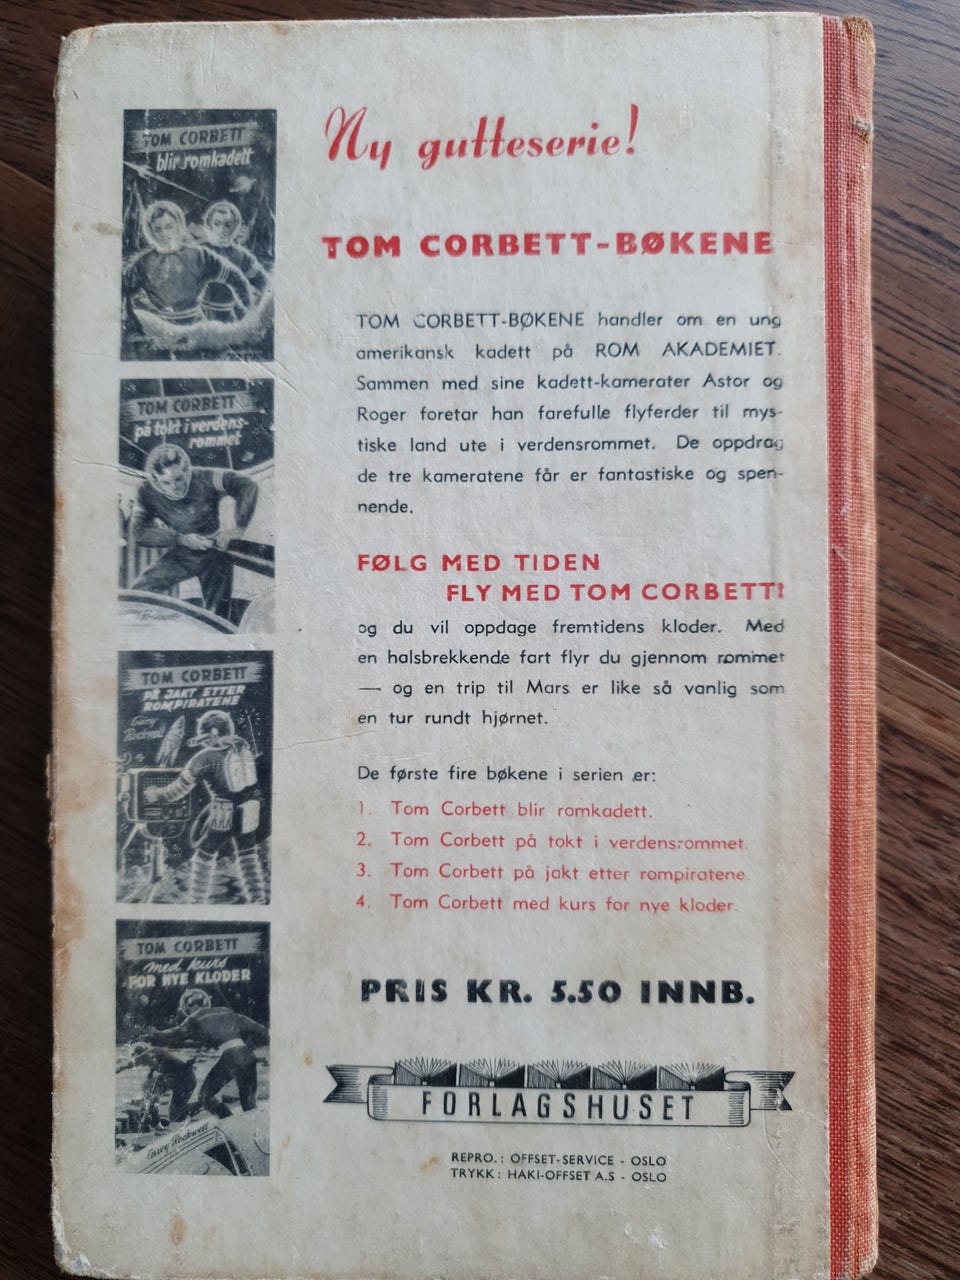 Ny gutteserie!
TOM CORBETT-BØKENE
TOM CORBETT-BØKENE handler om en ung
amerikansk kadett på ROM AKADEMIET.
Sammen med sine kadett-kamerater Astor og
Roger foretar han farefulle flyferder til mys-
tiske land ute i verdensrommet. De oppdrag
de tre kameratene får er fantastiske og spen-
nende.
FØLG MED TIDEN
FLY MED TOM CORBETT!
og du vil oppdage fremtidens kloder. Med
en halsbrekkende fart flyr du gjennom rommet
— og en trip til Mars er like så vanlig som
en tur rundt hjørnet.
De første fire bøkene i serien er:
1. Tom Corbett blir romkadett.
2. Tom Corbett på tokt i verdensrommet.
3. Tom Corbett på jakt etter rompiratene.
4. Tom Corbett med kurs for nye kloder.
PRIS KR. 5.50 INNB.
FORLAGSHUSET
REPRO.: OFFSET-SERVICE - OSLO
TRYKK: HAKI-OFFSET A.S - OSLO
TOM CORBETT
blir romkadett
TOM CORBETT
på tokt i verdens-
rommet
TOM CORBETT
PÅ JAKT ETTER
ROMPIRATENE
Carey
Rockwell
TOM CORBETT
med kurs
FOR NYE KLODER
Carey Rockwell